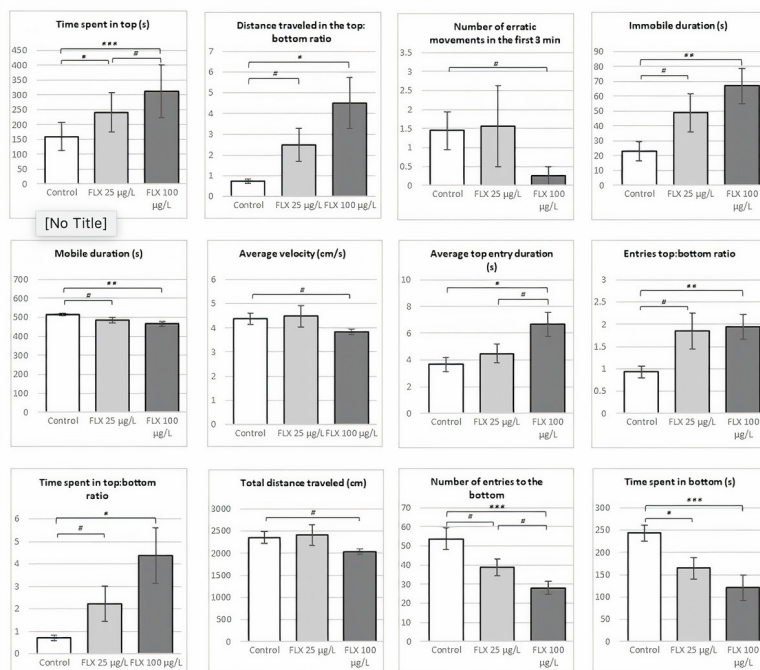 Time spent in top (s)
***
*
#
450
400
350
300
250
200
150
100
50
0
Control
FLX 25 µg/L
FLX 100
µg/L
Distance traveled in the top:
bottom ratio
*
#
7
6
5
4
3
2
1
0
Control
FLX 25 µg/L
FLX 100 µg/L
Number of erratic
movements in the first 3 min
#
3.5
3
2.5
2
1.5
1
0.5
0
Control
FLX 25 µg/L
FLX 100
µg/L
Immobile duration (s)
**
#
90
80
70
60
50
40
30
20
10
0
Control
FLX 25 µg/L
FLX 100
µg/L
[No Title]
Mobile duration (s)
**
#
700
600
500
400
300
200
100
0
Control
FLX 25 µg/L
FLX 100
µg/L
Average velocity (cm/s)
#
6
5
4
3
2
1
0
Control
FLX 25 µg/L
FLX 100 µg/L
Average top entry duration
(s)
*
#
10
8
6
4
2
0
Control
FLX 25 µg/L
FLX 100
µg/L
Entries top:bottom ratio
**
#
3
2.5
2
1.5
1
0.5
0
Control
FLX 25 µg/L
FLX 100
µg/L
Time spent in top:bottom
ratio
*
#
6
5
4
3
2
1
0
Control
FLX 25 µg/L
FLX 100 µg/L
Total distance traveled (cm)
#
3000
2500
2000
1500
1000
500
0
Control
FLX 25 µg/L
FLX 100 µg/L
Number of entries to the
bottom
***
#
#
70
60
50
40
30
20
10
0
Control
FLX 25 µg/L
FLX 100
µg/L
Time spent in bottom (s)
***
*
300
250
200
150
100
50
0
Control
FLX 25 µg/L
FLX 100
µg/L